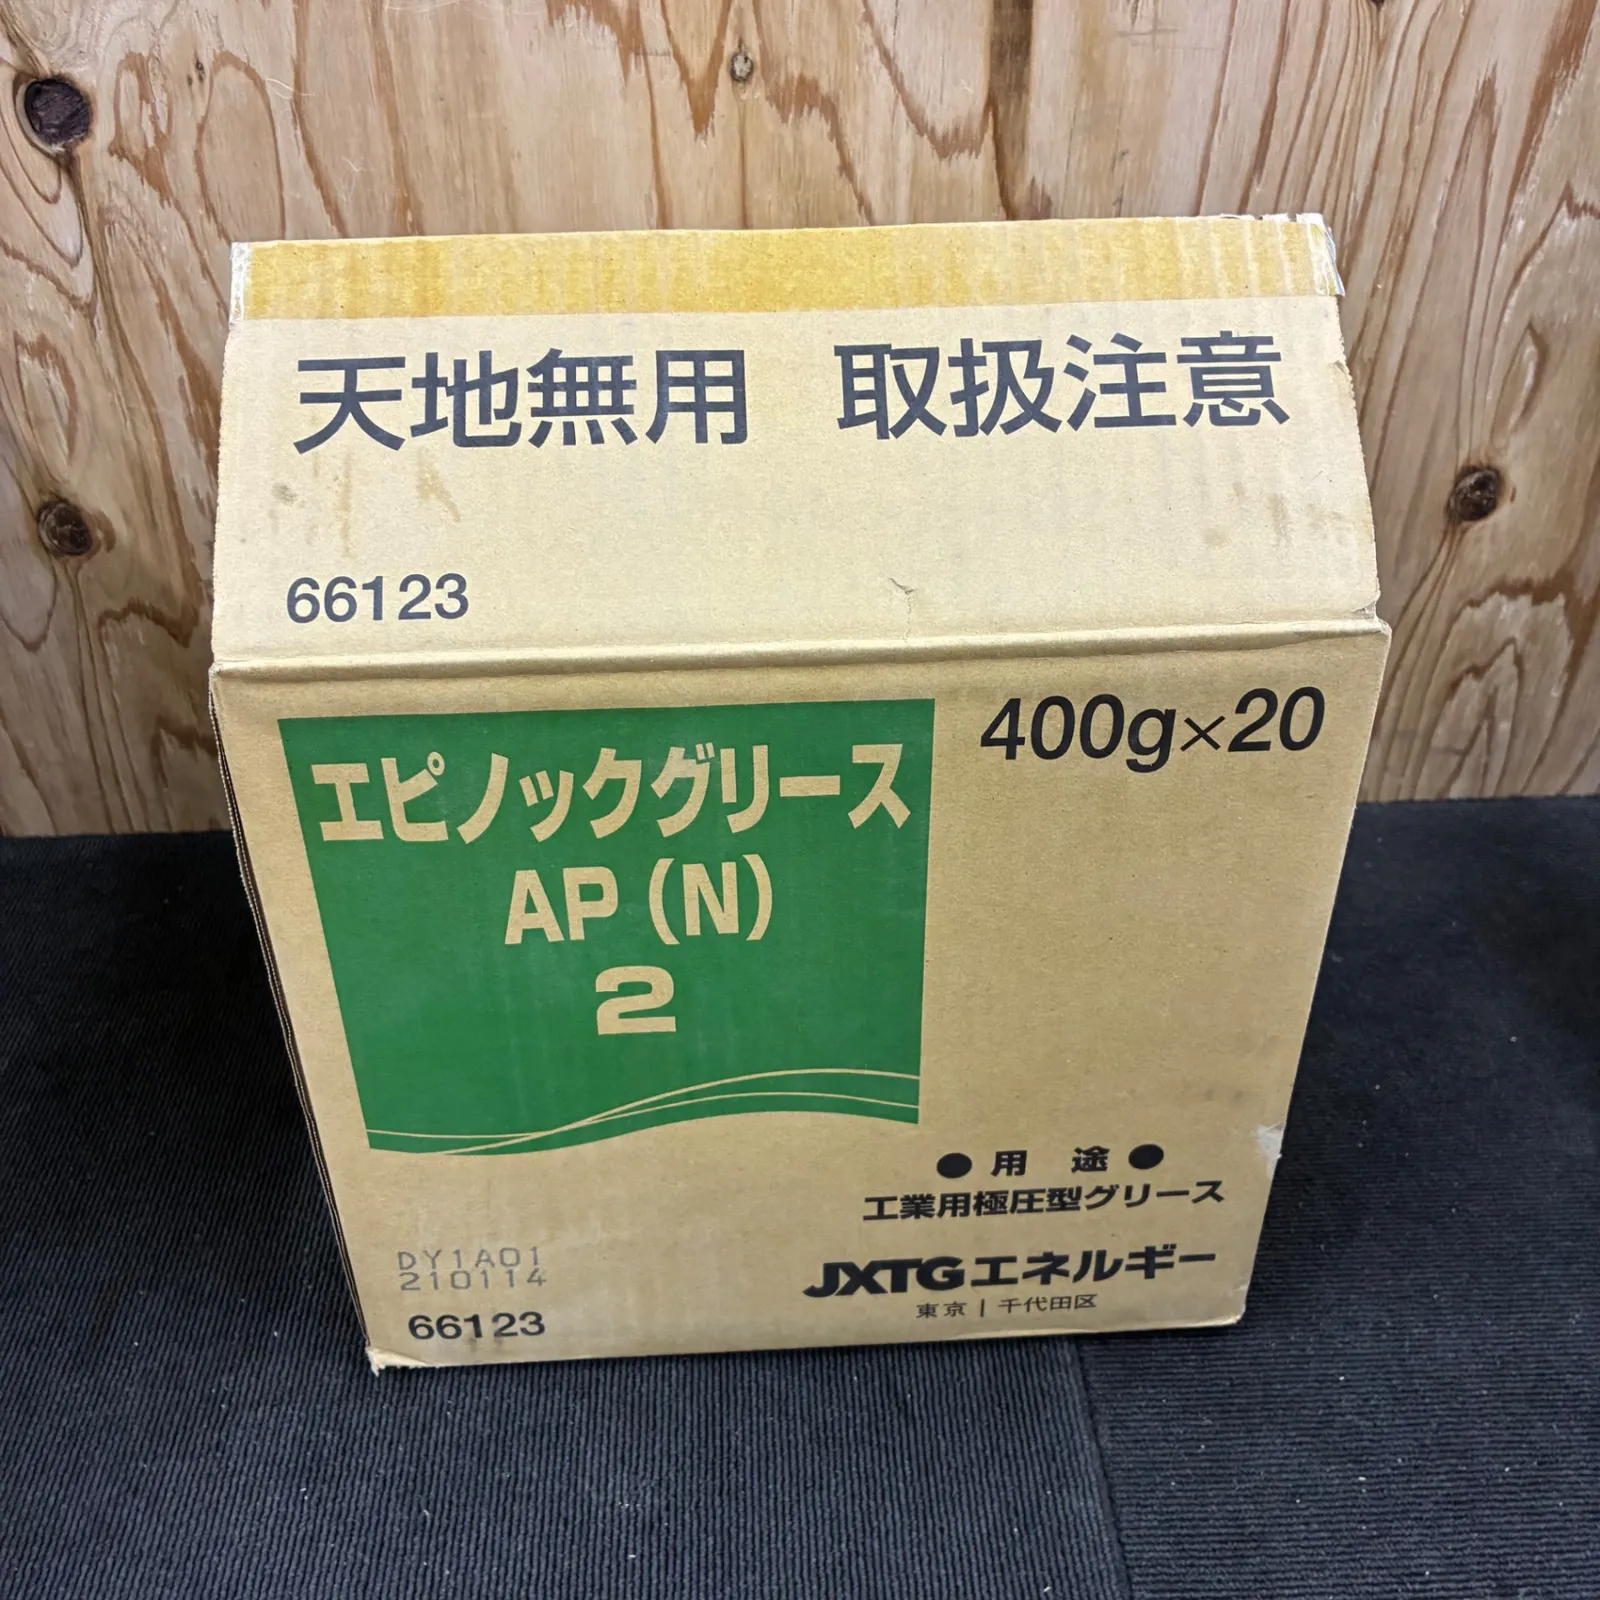 天地無用 取扱注意
66123
400g×20
エピノックグリース
AP（N）
2
●用 途●
工業用極圧型グリース
DY1A01
210114
66123
JXTGエネルギー
東京 | 千代田区